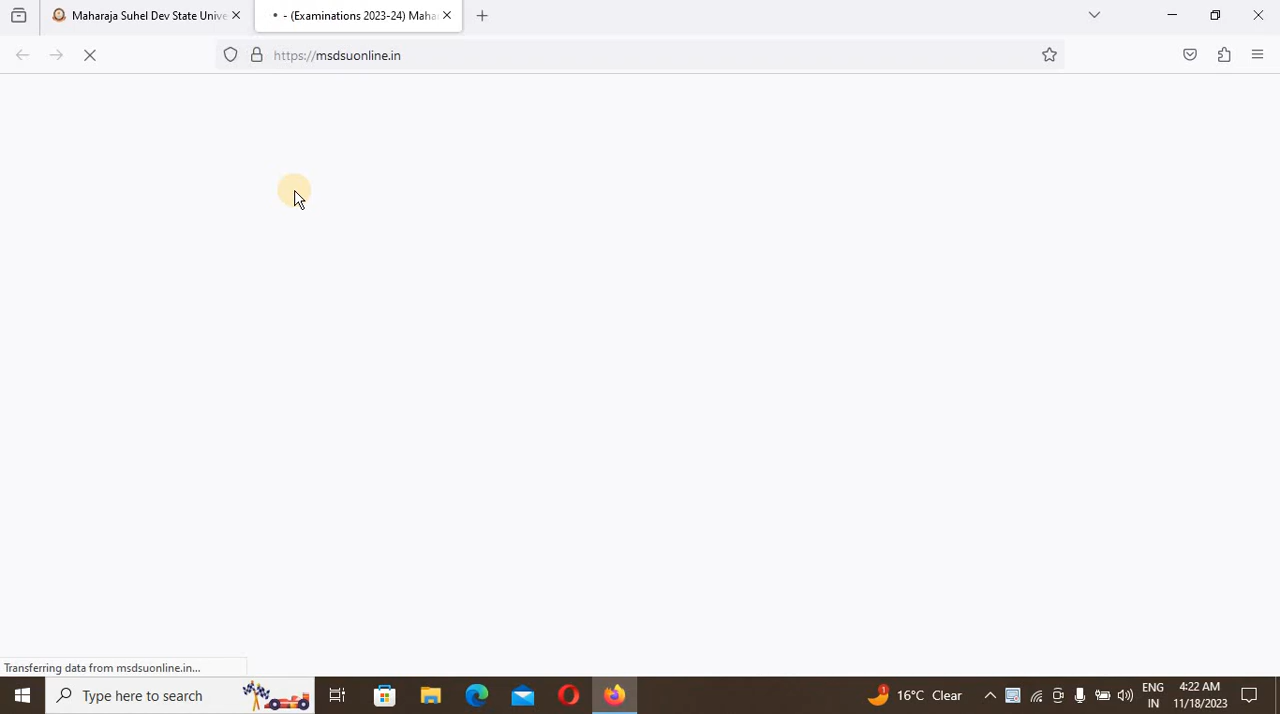 Maharaja Suhel Dev State Unive
- (Examinations 2023-24) Maha
https://msdsuonline.in
Transferring data from msdsuonline.in...
Type here to search
1
16°C Clear
ENG
IN
4:22 AM
11/18/2023